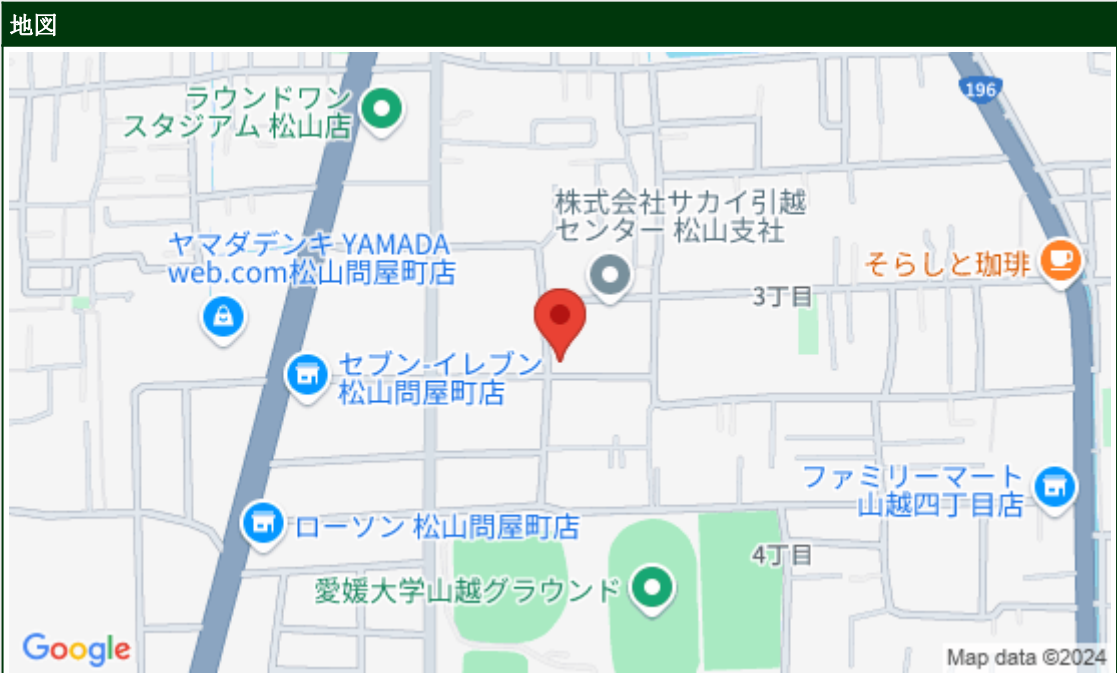 地図
ラウンドワン
スタジアム 松山店
196
株式会社サカイ引越
センター 松山支社
ヤマダデンキ YAMADA
web.com松山問屋町店
そらしと珈琲
3丁目
セブン-イレブン
松山問屋町店
ファミリーマート
山越四丁目店
ローソン 松山問屋町店
4丁目
愛媛大学山越グラウンド
Google
Map data ©2024